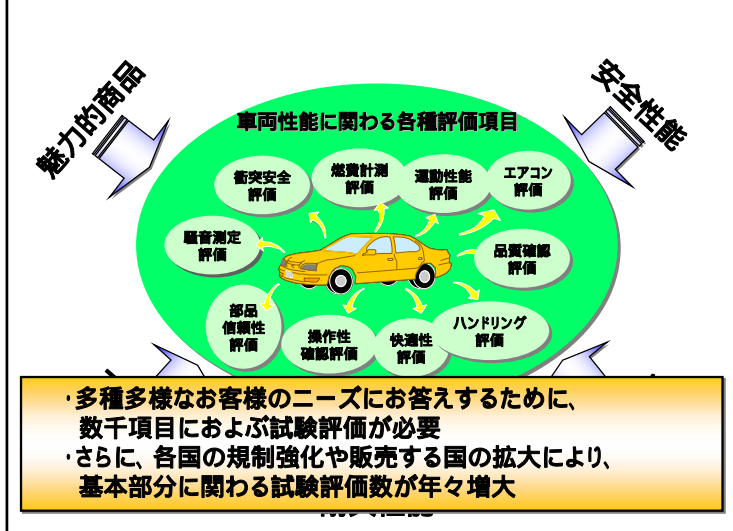 魅力的商品
安全性能
車両性能に関わる各種評価項目
衝突安全
評価
燃費計測
評価
運動性能
評価
エアコン
評価
騒音測定
評価
品質確認
評価
部品
信頼性
評価
操作性
確認評価
快適性
評価
ハンドリング
評価
・多種多様なお客様のニーズにお答えするために、
数千項目におよぶ試験評価が必要
・さらに、各国の規制強化や販売する国の拡大により、
基本部分に関わる試験評価数が年々増大